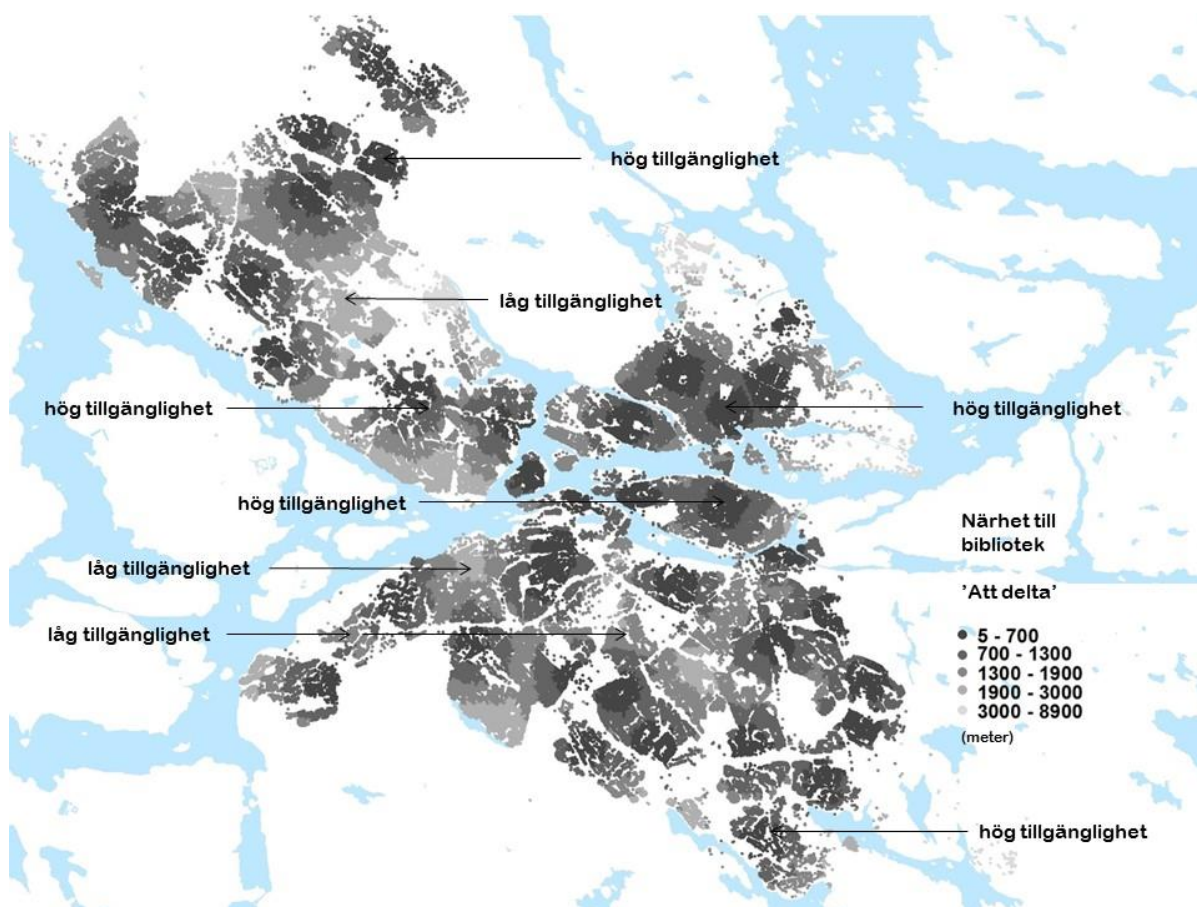 hög tillgänglighet
låg tillgänglighet
hög tillgänglighet
hög tillgänglighet
hög tillgänglighet
låg tillgänglighet
låg tillgänglighet
Närhet till
bibliotek
'Att delta'
5 - 700
700 - 1300
1300 - 1900
1900 - 3000
3000 - 8900
(meter)
hög tillgänglighet